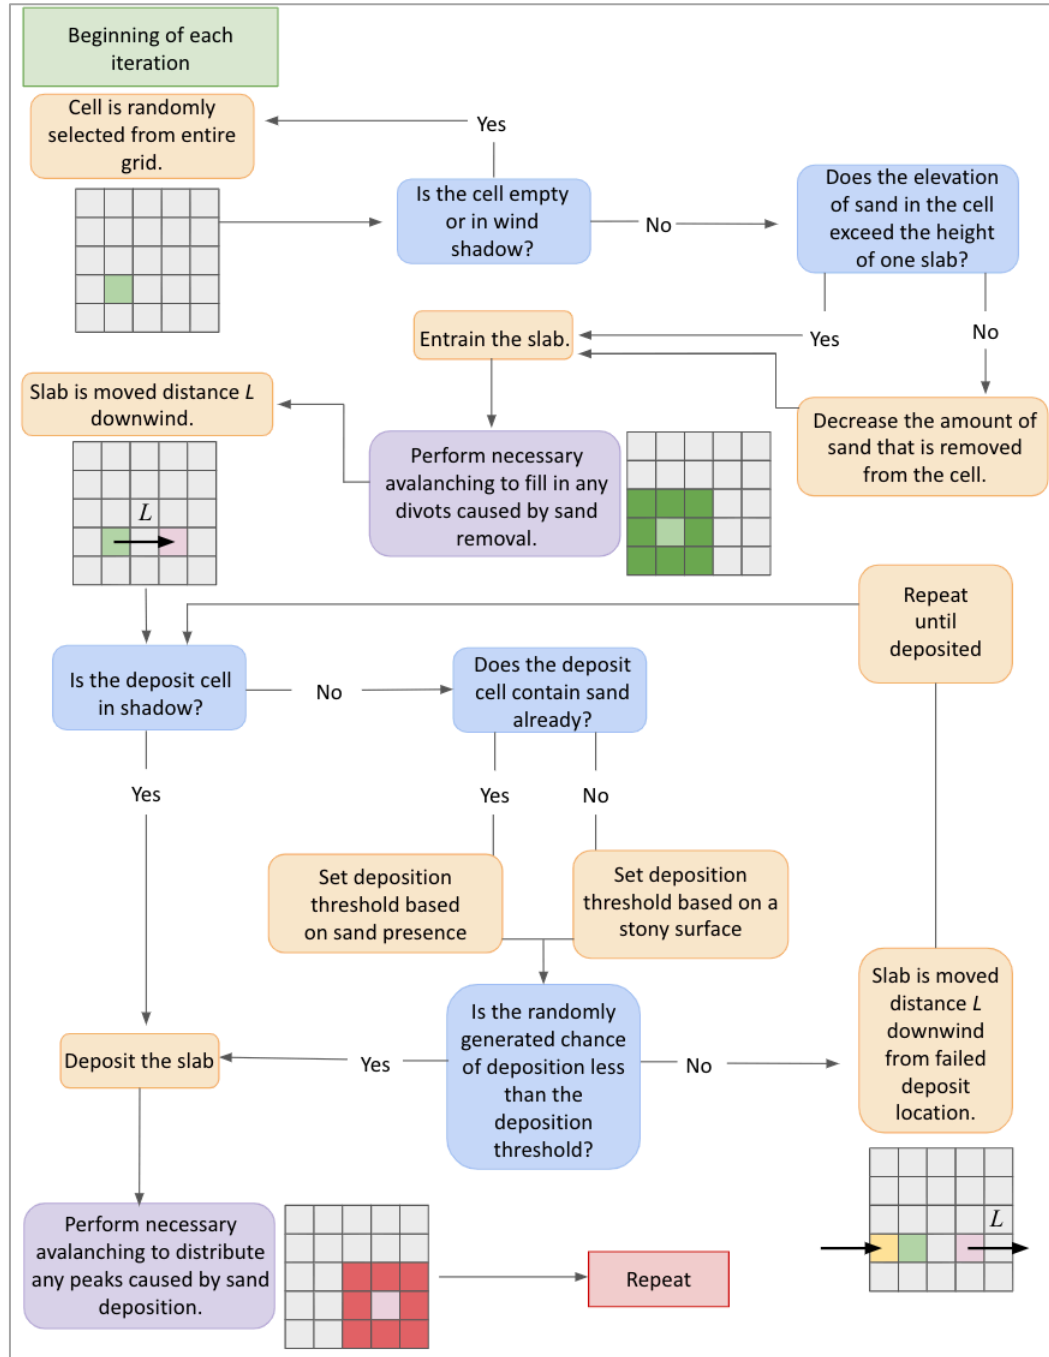 Beginning of each
iteration
Cell is randomly
selected from entire
grid.
Yes
Is the cell empty
or in wind
shadow?
No
Does the elevation
of sand in the cell
exceed the height
of one slab?
Yes
No
Entrain the slab.
Decrease the amount of
sand that is removed
from the cell.
Slab is moved distance L
downwind.
Perform necessary
avalanching to fill in any
divots caused by sand
removal.
L
Repeat
until
deposited
Is the deposit cell
in shadow?
No
Does the deposit
cell contain sand
already?
Yes
Yes
No
Set deposition
threshold based
on sand presence
Set deposition
threshold based on a
stony surface
Is the randomly
generated chance
of deposition less
than the
deposition
threshold?
Yes
No
Deposit the slab
Slab is moved
distance L
downwind
from failed
deposit
location.
L
Perform necessary
avalanching to distribute
any peaks caused by sand
deposition.
Repeat